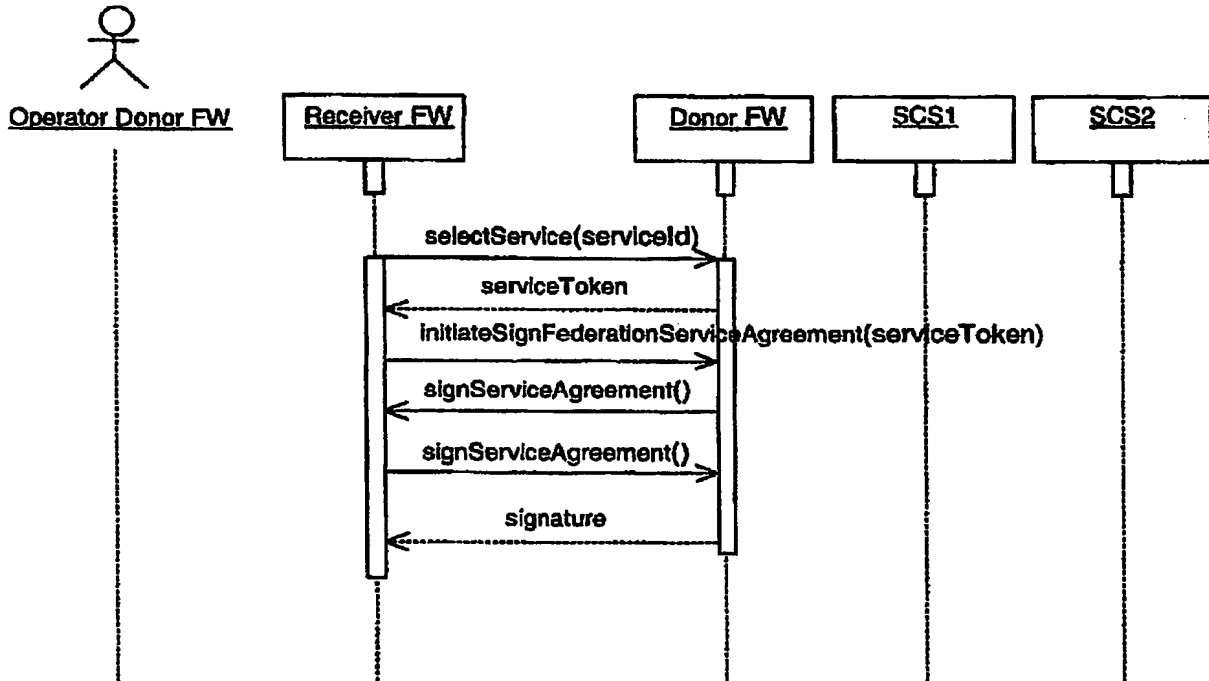 Operator Donor FW
Receiver FW
Donor FW
SCS1
SCS2
selectService(serviceId)
serviceToken
initiateSignFederationServiceAgreement(serviceToken)
signServiceAgreement()
signServiceAgreement()
signature